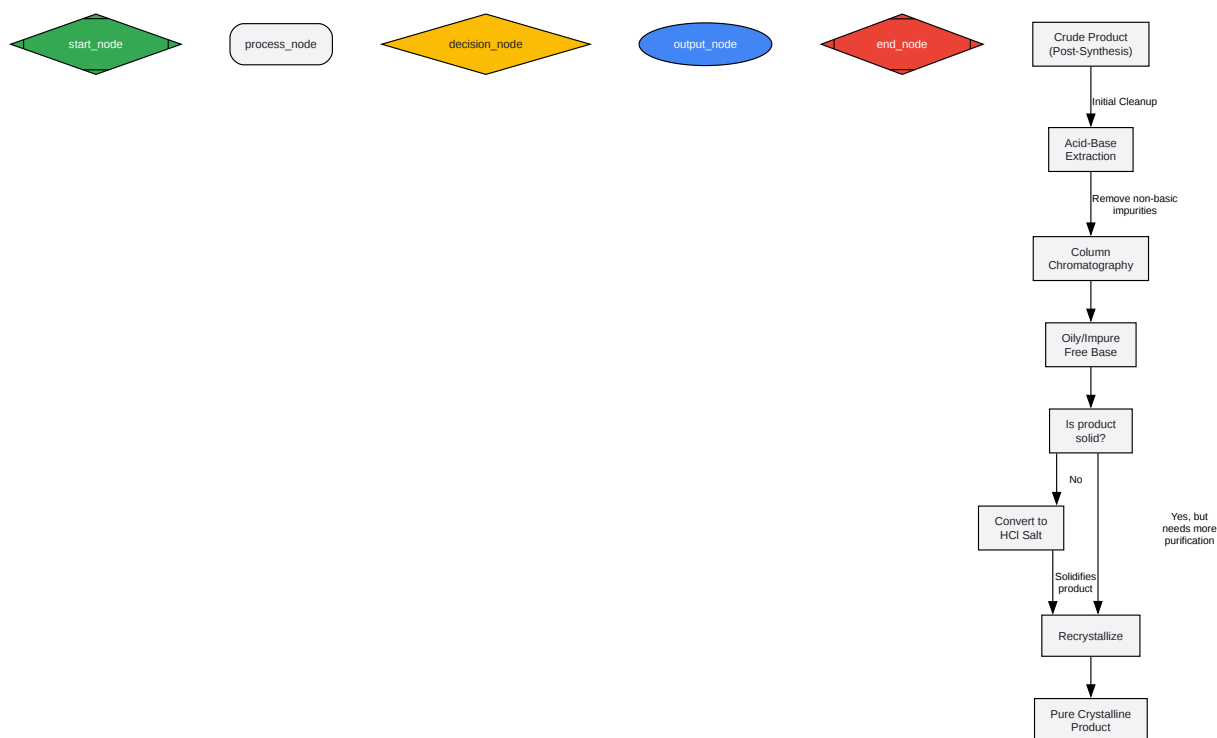 start_node
process_node
decision_node
output_node
end_node
Crude Product
(Post-Synthesis)
Initial Cleanup
Acid-Base
Extraction
Remove non-basic
impurities
Column
Chromatography
Oily/Impure
Free Base
Is product
solid?
No
Yes, but
needs more
purification
Convert to
HCl Salt
Solidifies
product
Recrystallize
Pure Crystalline
Product